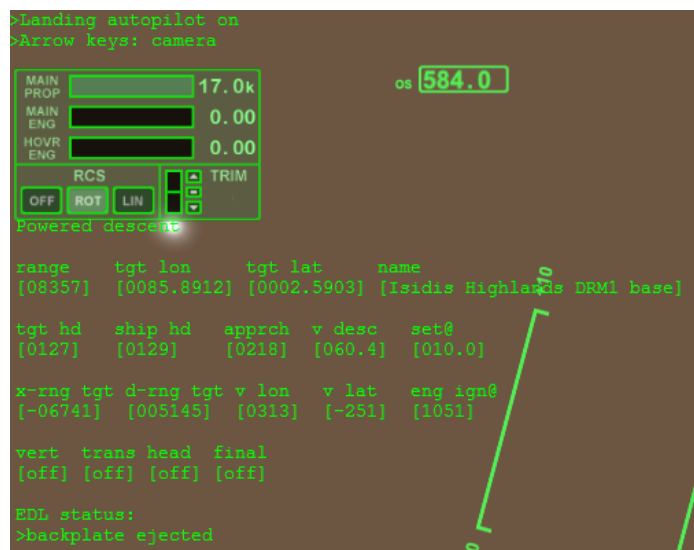 >Landing autopilot on
>Arrow keys: camera
MAIN PROP 17.0k
MAIN ENG 0.00
HOVR ENG 0.00
RCS TRIM
OFF ROT LIN
os 584.0
Powered descent
range tgt lon tgt lat name
[08357] [0085.8912] [0002.5903] [Isidis Highlands DRM1 base]
tgt hd ship hd apprch v desc set@
[0127] [0129] [0218] [060.4] [010.0]
x-rng tgt d-rng tgt v lon v lat eng ign@
[-06741] [005145] [0313] [-251] [1051]
vert trans head final
[off] [off] [off] [off]
EDL status:
>backplate ejected